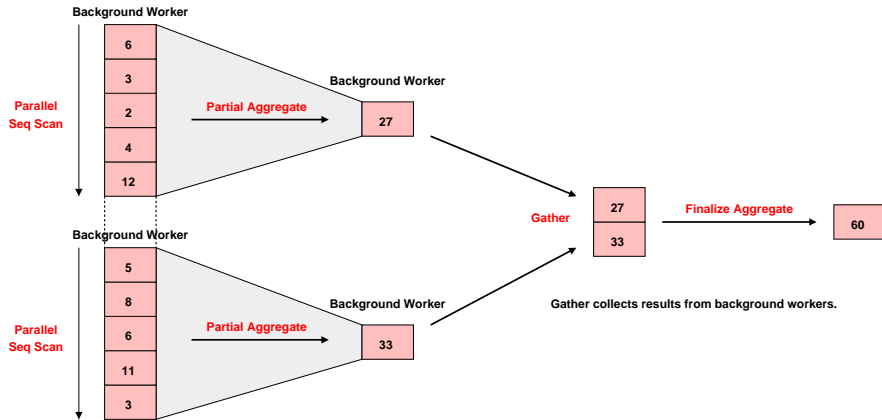 Background Worker
6
3
2
4
12
Parallel
Seq Scan
Partial Aggregate
Background Worker
27
Background Worker
5
8
6
11
3
Parallel
Seq Scan
Partial Aggregate
Background Worker
33
Gather
27
33
Finalize Aggregate
60
Gather collects results from background workers.